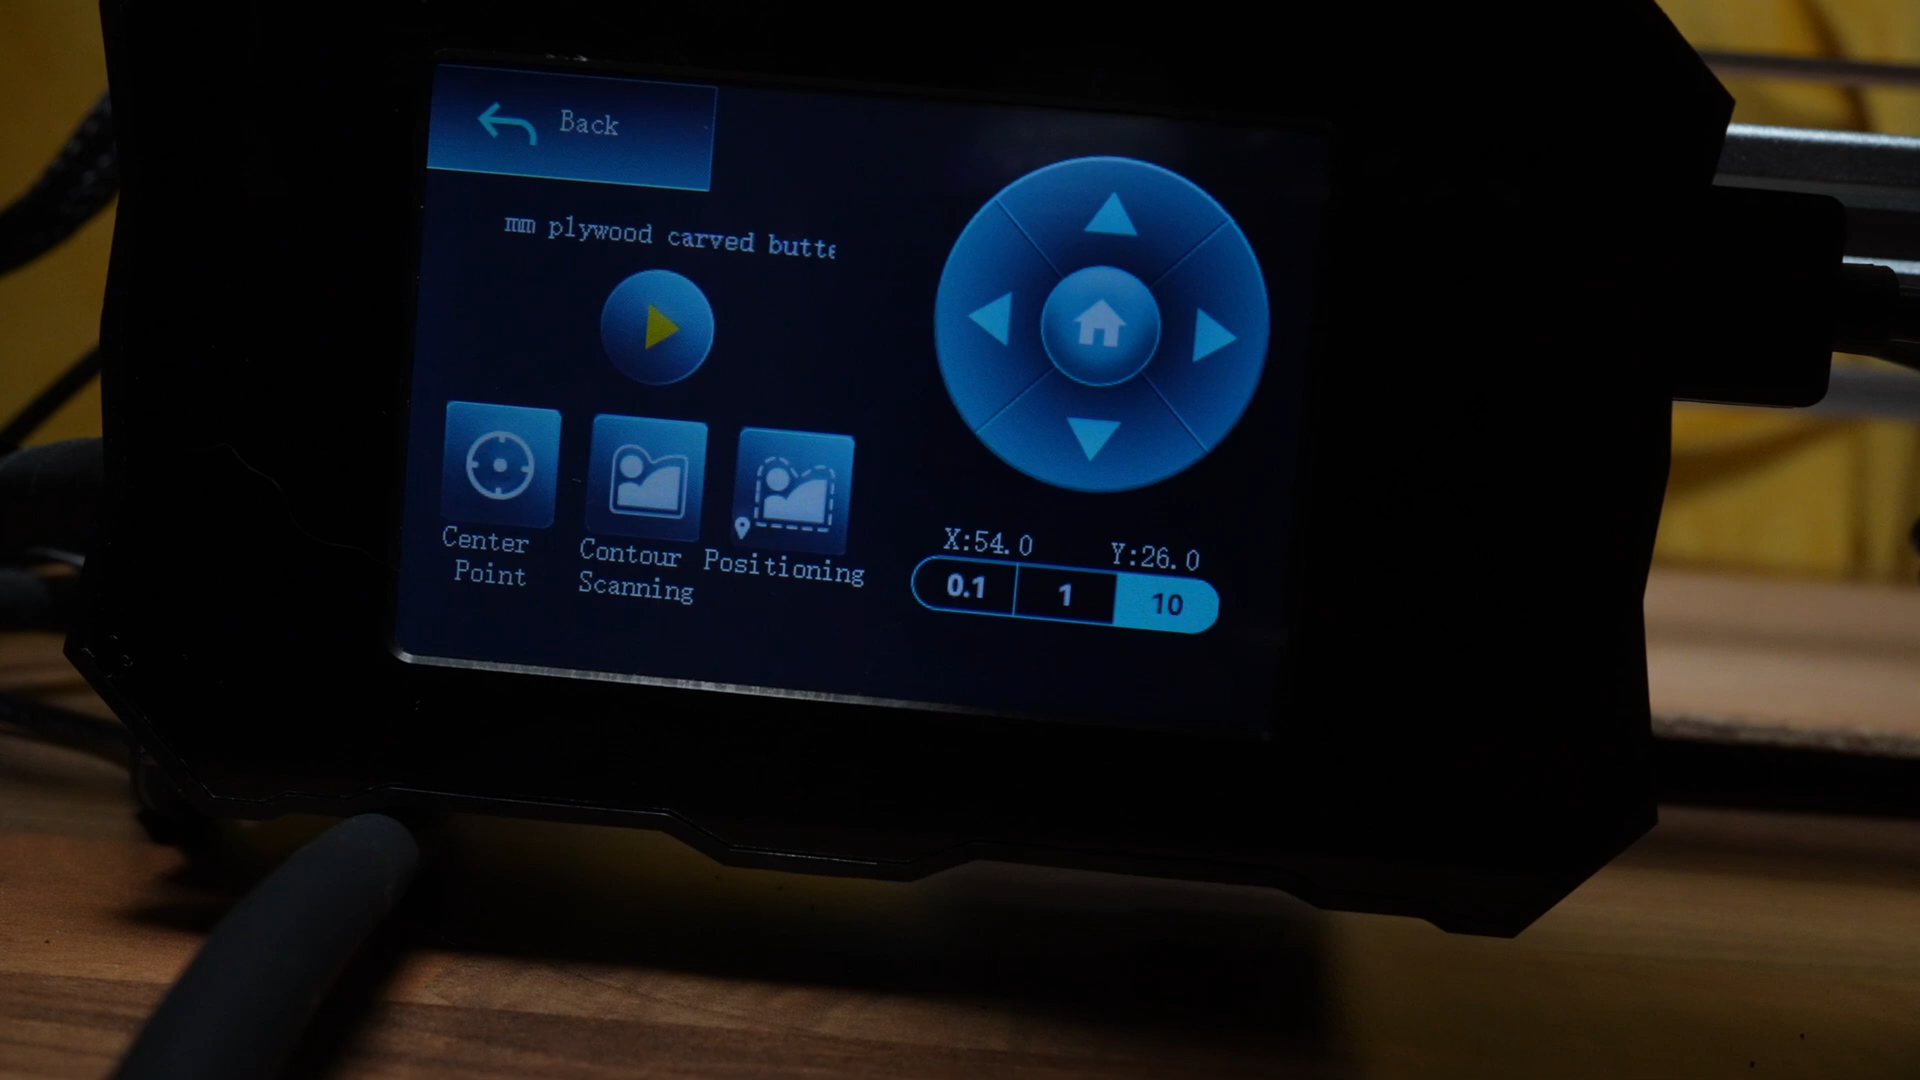 Back
mm plywood carved butte
Center
Point
Contour
Scanning
Positioning
X:54.0 Y:26.0
0.1 1 10